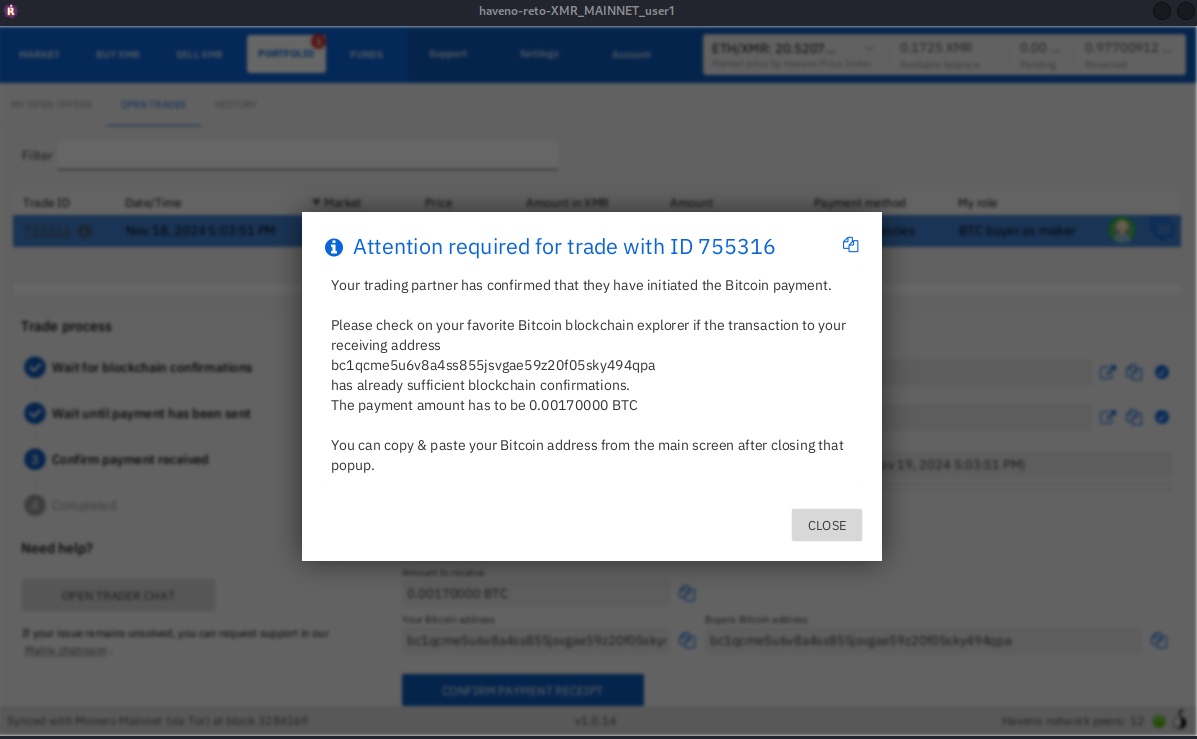 haveno-reto-XMR_MAINNET_user1
MARKET BUY XMR SELL XMR PORTFOLIO 1 FUNDS Support Settings Account
ETH/XMR: 20.5207... 0.1725 XMR 0.00 ... 0.97700912 ...
Market price by Haveno Price Index Available balance Pending Reserved
MY OPEN OFFERS OPEN TRADES HISTORY
Filter
Trade ID Date/Time Market Price Amount in XMR Amount Payment method My role
755316 Nov 18, 2024 5:03:51 PM BTC buyer as maker
Attention required for trade with ID 755316
Your trading partner has confirmed that they have initiated the Bitcoin payment.
Please check on your favorite Bitcoin blockchain explorer if the transaction to your
receiving address
bc1qcme5u6v8a4ss855jsvgae59z20f05sky494qpa
has already sufficient blockchain confirmations.
The payment amount has to be 0.00170000 BTC
You can copy & paste your Bitcoin address from the main screen after closing that
popup.
CLOSE
Trade process
Wait for blockchain confirmations
Wait until payment has been sent
3 Confirm payment received
4 Completed
19, 2024 5:03:51 PM)
Need help?
OPEN TRADER CHAT
If your issue remains unsolved, you can request support in our
Matrix chatroom .
Amount to receive
0.00170000 BTC
Your Bitcoin address Buyers Bitcoin address
bc1qcme5u6v8a4ss855jsvgae59z20f05sky4 bc1qcme5u6v8a4ss855jsvgae59z20f05sky494qpa
CONFIRM PAYMENT RECEIPT
Synced with Monero Mainnet (via Tor) at block 3284169 v1.0.14 Haveno network peers: 12